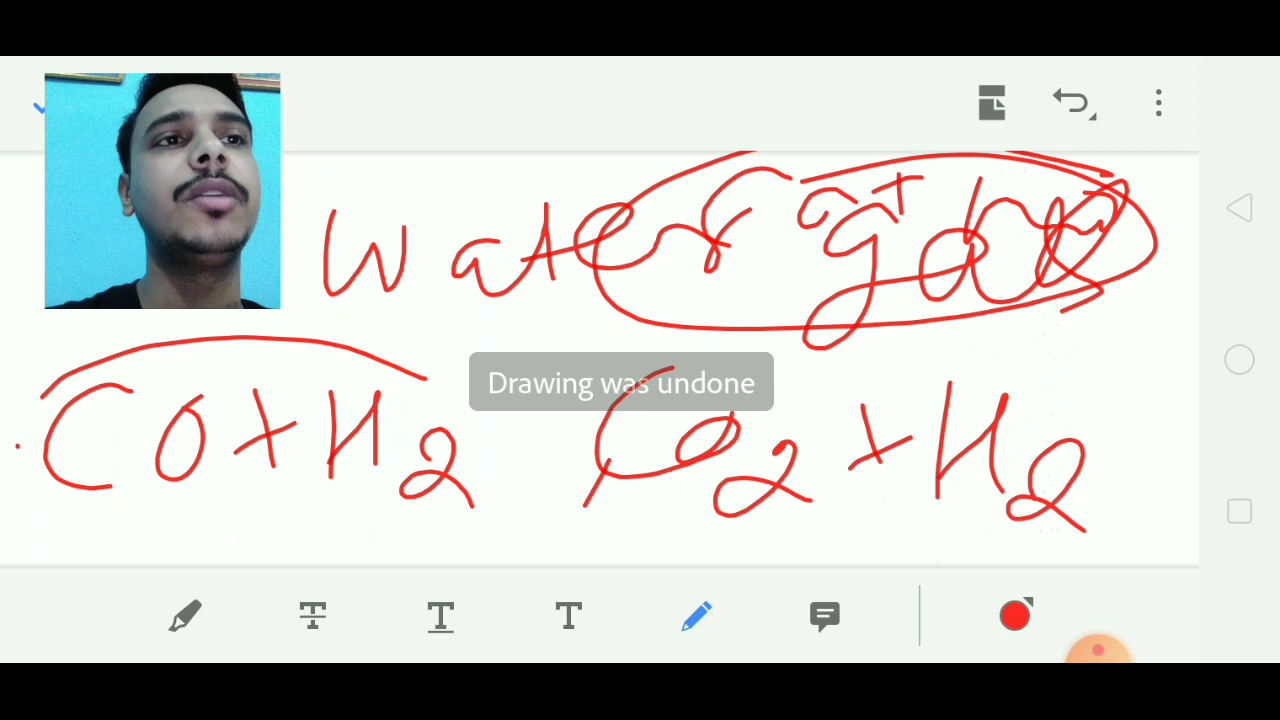 Water gas
Drawing was undone
CO+H2 CO2+H2
T T T